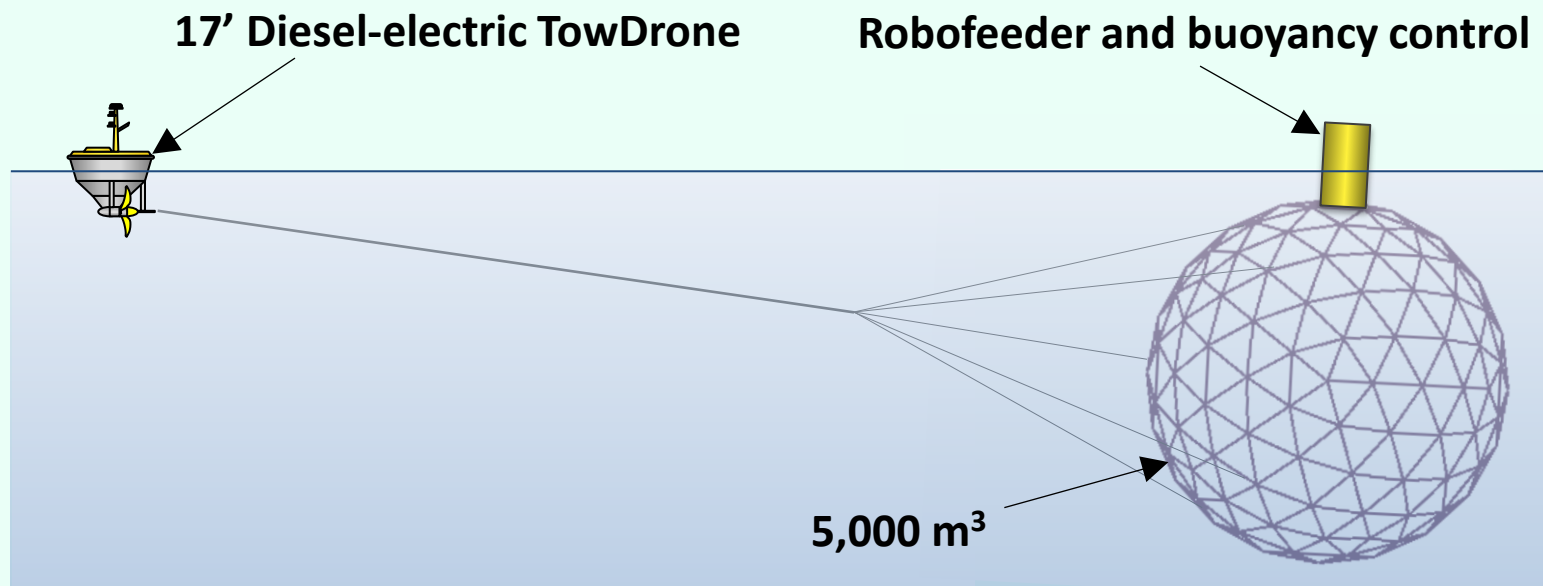 17’ Diesel-electric TowDrone
Robofeeder and buoyancy control
5,000 m³